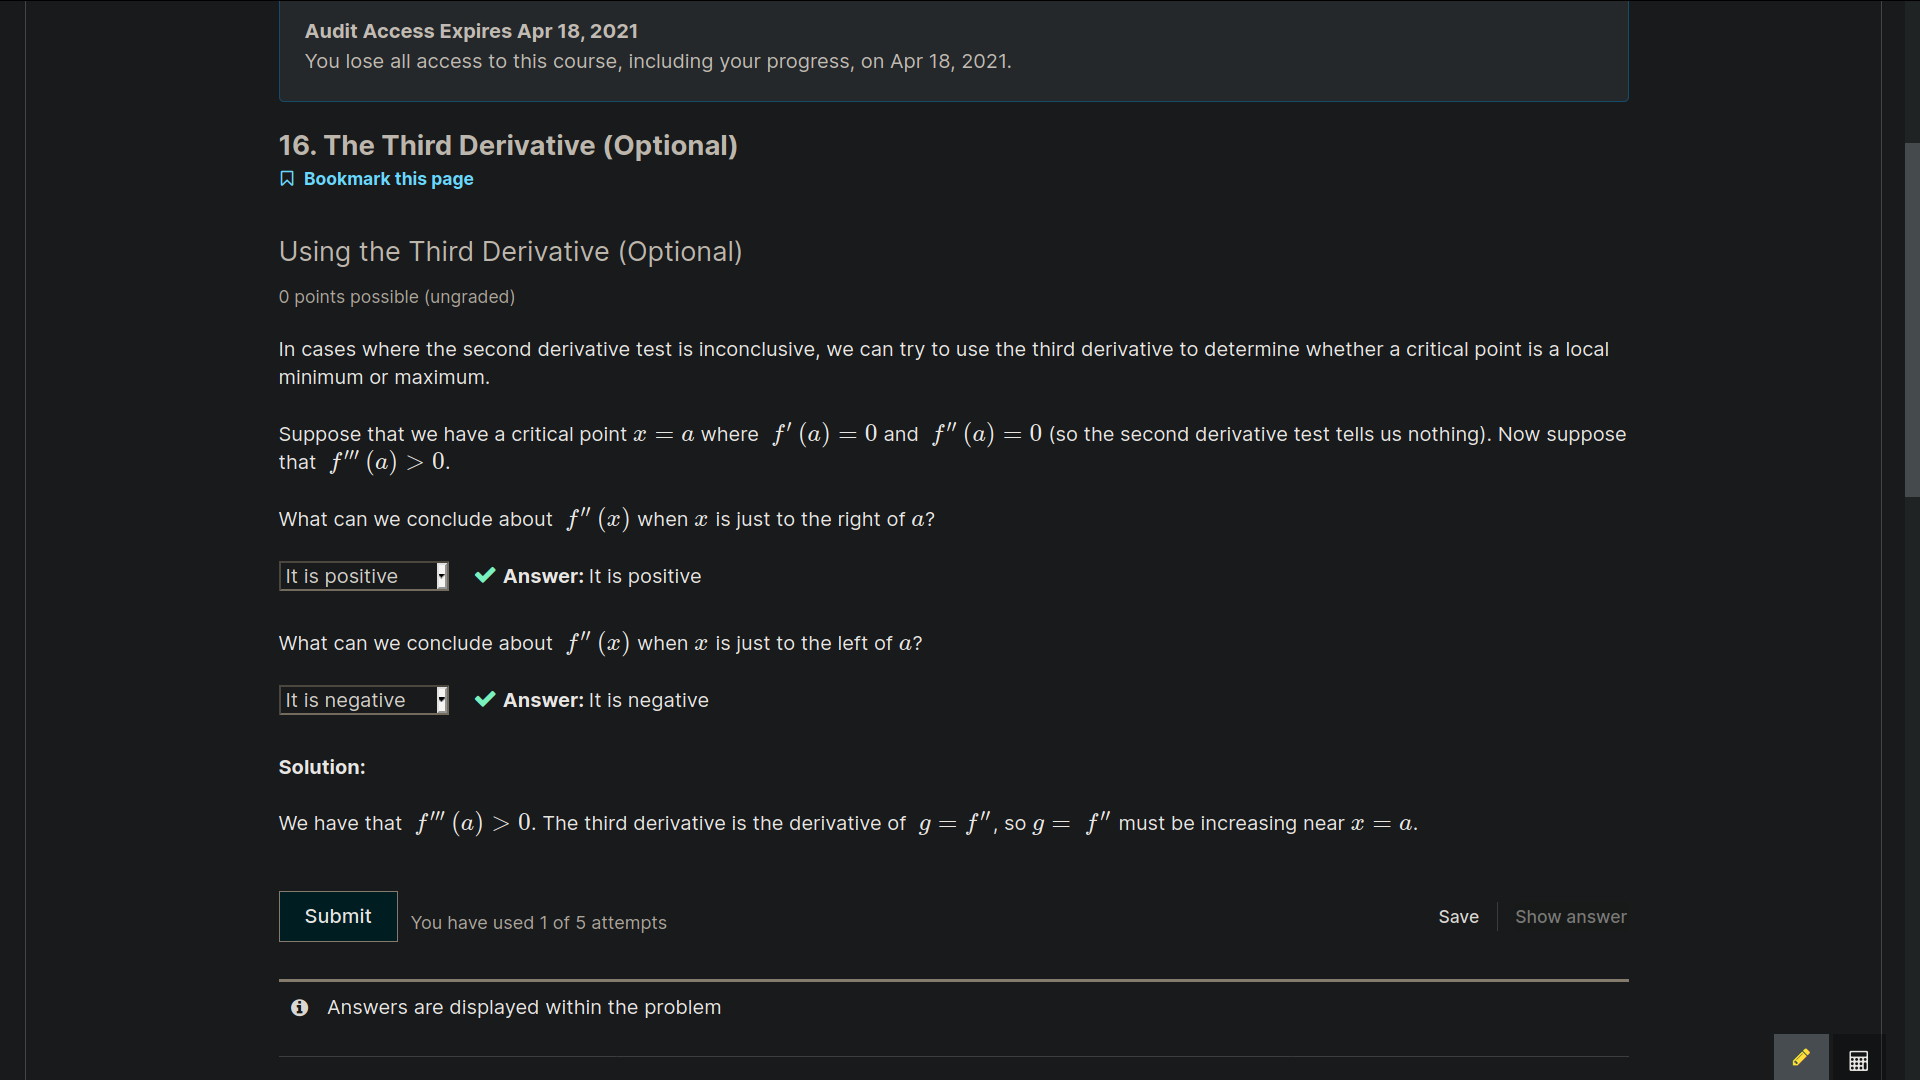 Audit Access Expires Apr 18, 2021
You lose all access to this course, including your progress, on Apr 18, 2021.
16. The Third Derivative (Optional)
Bookmark this page
Using the Third Derivative (Optional)
0 points possible (ungraded)
In cases where the second derivative test is inconclusive, we can try to use the third derivative to determine whether a critical point is a local
minimum or maximum.
Suppose that we have a critical point x = a where f′ (a) = 0 and f′′ (a) = 0 (so the second derivative test tells us nothing). Now suppose
that f′′′ (a) > 0.
What can we conclude about f′′ (x) when x is just to the right of a?
It is positive Answer: It is positive
What can we conclude about f′′ (x) when x is just to the left of a?
It is negative Answer: It is negative
Solution:
We have that f′′′ (a) > 0. The third derivative is the derivative of g = f′′, so g = f′′ must be increasing near x = a.
Submit You have used 1 of 5 attempts Save Show answer
Answers are displayed within the problem